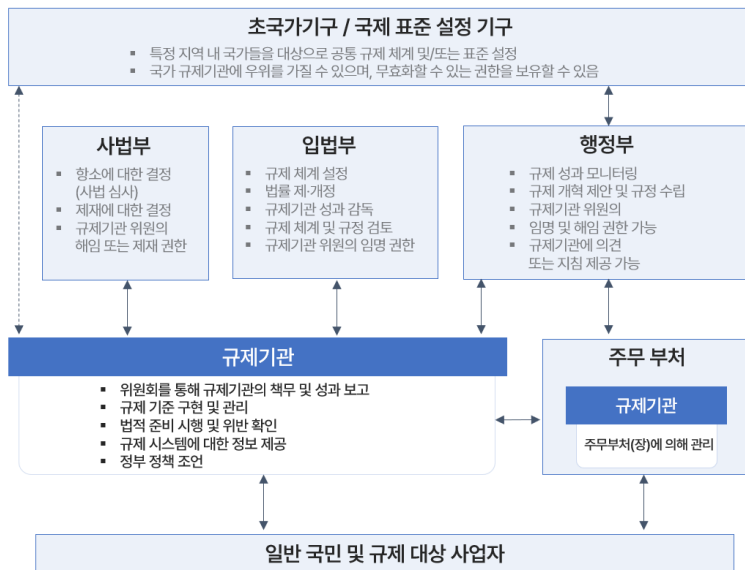 초국가기구 / 국제 표준 설정 기구
▪ 특정 지역 내 국가들을 대상으로 공통 규제 체계 및/또는 표준 설정
▪ 국가 규제기관에 우위를 가질 수 있으며, 무효화할 수 있는 권한을 보유할 수 있음
사법부
▪ 항소에 대한 결정
(사법 심사)
▪ 제재에 대한 결정
▪ 규제기관 위원의
해임 또는 제재 권한
입법부
▪ 규제 체계 설정
▪ 법률 제·개정
▪ 규제기관 성과 감독
▪ 규제 체계 및 규정 검토
▪ 규제기관 위원의 임명 권한
행정부
▪ 규제 성과 모니터링
▪ 규제 개혁 제안 및 규정 수립
▪ 규제기관 위원의
▪ 임명 및 해임 권한 가능
▪ 규제기관에 의견
또는 지침 제공 가능
규제기관
▪ 위원회를 통해 규제기관의 책무 및 성과 보고
▪ 규제 기준 구현 및 관리
▪ 법적 준비 시행 및 위반 확인
▪ 규제 시스템에 대한 정보 제공
▪ 정부 정책 조언
주무 부처
규제기관
주무부처(장)에 의해 관리
일반 국민 및 규제 대상 사업자